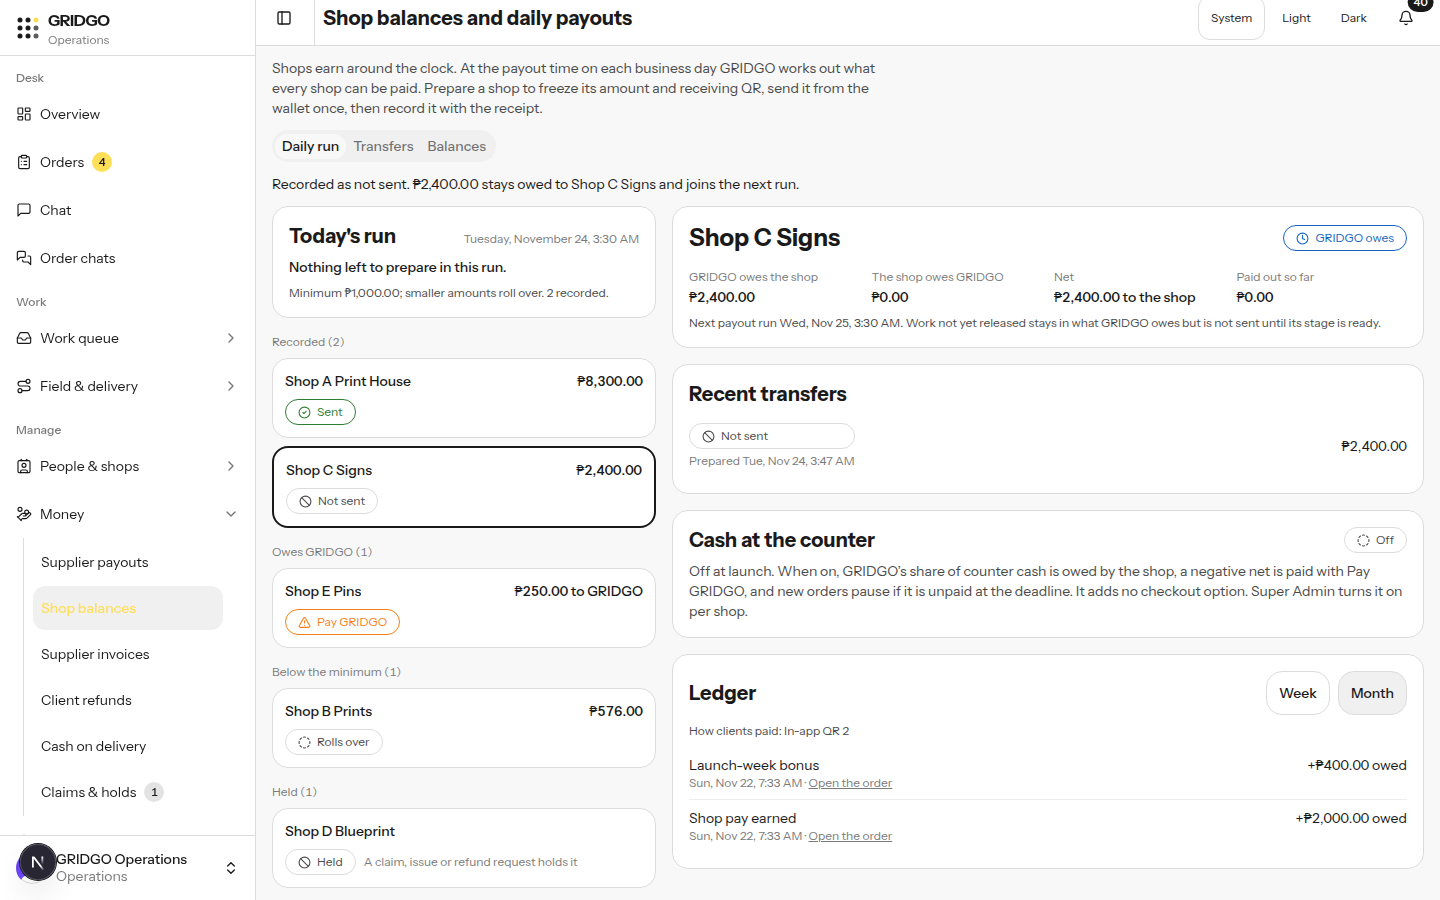 GRIDGO
Operations
Desk
Overview
Orders 4
Chat
Order chats
Work
Work queue
Field & delivery
Manage
People & shops
Money
Supplier payouts
Shop balances
Supplier invoices
Client refunds
Cash on delivery
Claims & holds 1
N
GRIDGO Operations
Operations
Shop balances and daily payouts
System Light Dark 40
Shops earn around the clock. At the payout time on each business day GRIDGO works out what
every shop can be paid. Prepare a shop to freeze its amount and receiving QR, send it from the
wallet once, then record it with the receipt.
Daily run Transfers Balances
Recorded as not sent. ₱2,400.00 stays owed to Shop C Signs and joins the next run.
Today's run Tuesday, November 24, 3:30 AM
Nothing left to prepare in this run.
Minimum ₱1,000.00; smaller amounts roll over. 2 recorded.
Recorded (2)
Shop A Print House ₱8,300.00
Sent
Shop C Signs ₱2,400.00
Not sent
Owes GRIDGO (1)
Shop E Pins ₱250.00 to GRIDGO
Pay GRIDGO
Below the minimum (1)
Shop B Prints ₱576.00
Rolls over
Held (1)
Shop D Blueprint
Held A claim, issue or refund request holds it
Shop C Signs GRIDGO owes
GRIDGO owes the shop The shop owes GRIDGO Net Paid out so far
₱2,400.00 ₱0.00 ₱2,400.00 to the shop ₱0.00
Next payout run Wed, Nov 25, 3:30 AM. Work not yet released stays in what GRIDGO owes but is not sent until its stage is ready.
Recent transfers
Not sent
Prepared Tue, Nov 24, 3:47 AM ₱2,400.00
Cash at the counter Off
Off at launch. When on, GRIDGO's share of counter cash is owed by the shop, a negative net is paid with Pay
GRIDGO, and new orders pause if it is unpaid at the deadline. It adds no checkout option. Super Admin turns it on
per shop.
Ledger Week Month
How clients paid: In-app QR 2
Launch-week bonus +₱400.00 owed
Sun, Nov 22, 7:33 AM · Open the order
Shop pay earned +₱2,000.00 owed
Sun, Nov 22, 7:33 AM · Open the order